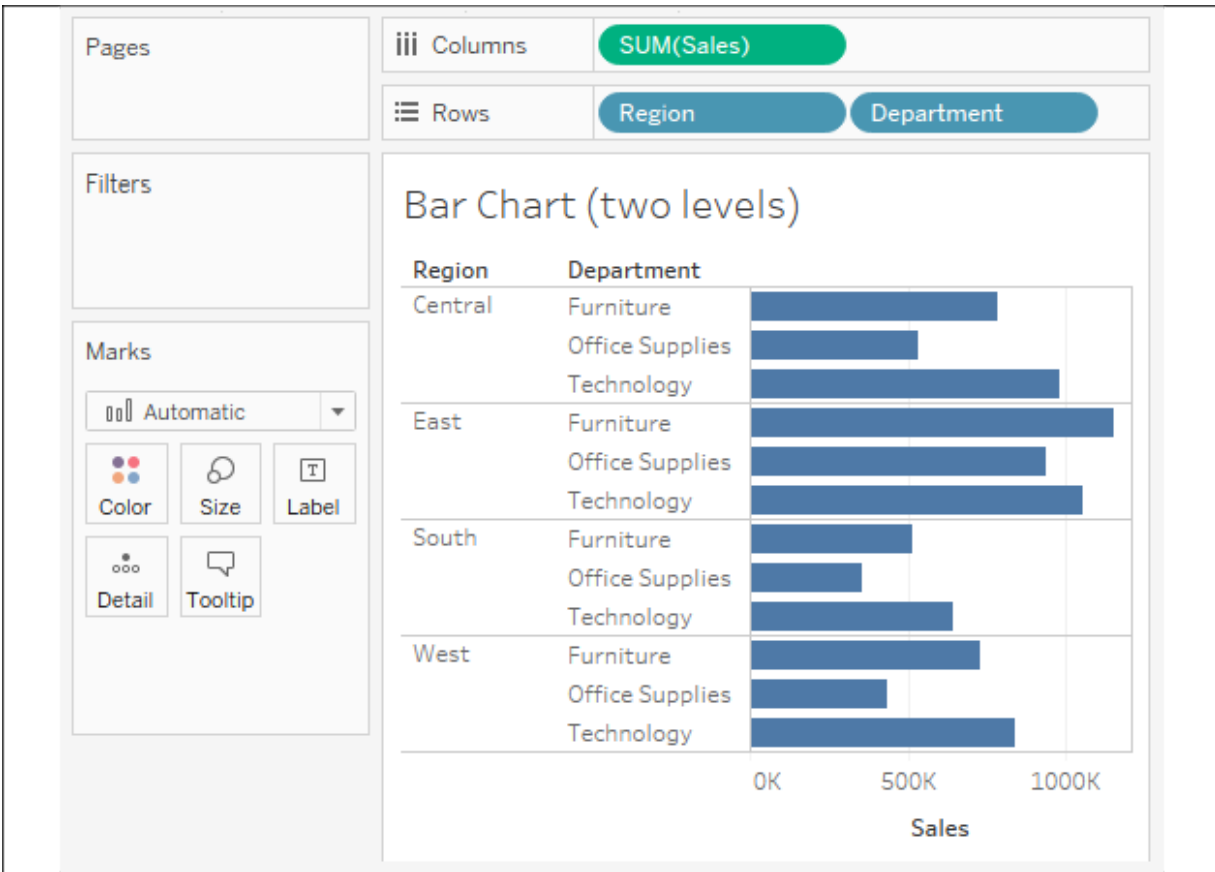 Pages
Columns SUM(Sales)
Rows Region Department
Filters
Marks
Automatic
Color Size Label
Detail Tooltip
Bar Chart (two levels)
Region Department
Central Furniture
Office Supplies
Technology
East Furniture
Office Supplies
Technology
South Furniture
Office Supplies
Technology
West Furniture
Office Supplies
Technology
0K 500K 1000K
Sales